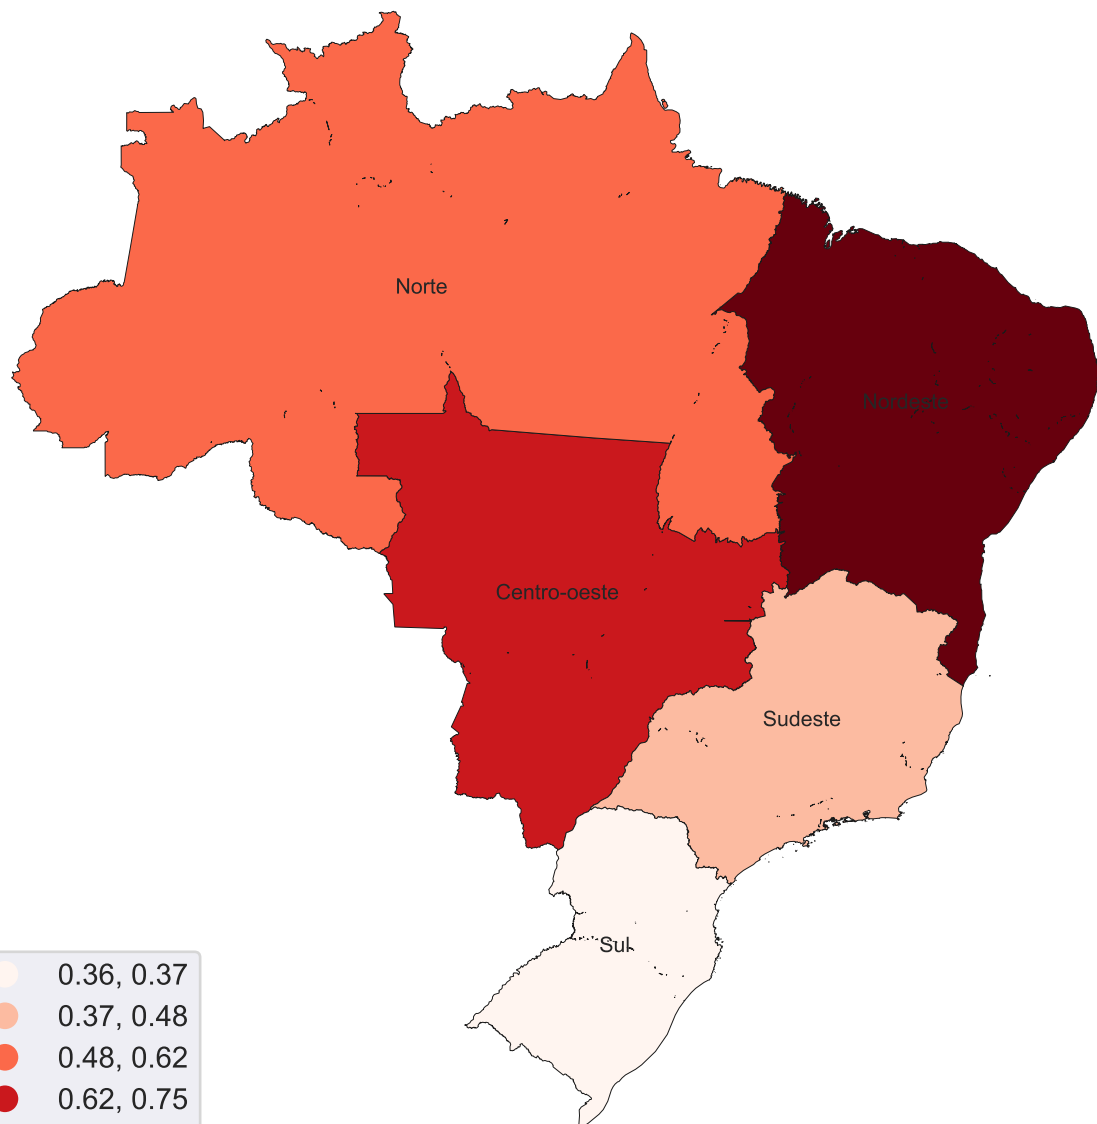 Norte
Nordeste
Centro-oeste
Sudeste
Sul
0.36, 0.37
0.37, 0.48
0.48, 0.62
0.62, 0.75